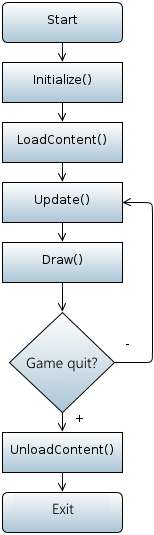 Start
Initialize()
LoadContent()
Update()
Draw()
Game quit?
-
+
UnloadContent()
Exit